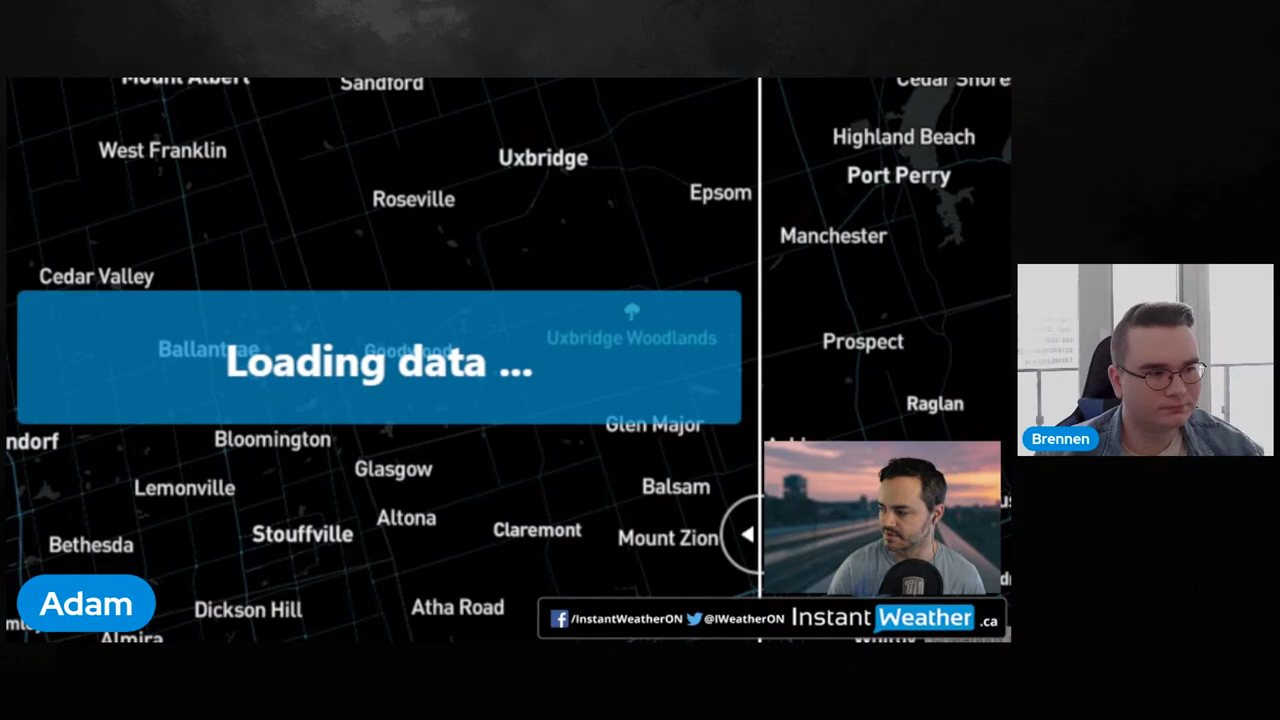 Mount Albert
Sandford
Cedar Shore
West Franklin
Uxbridge
Highland Beach
Port Perry
Roseville
Epsom
Manchester
Cedar Valley
Ballantrae
Goodwood
Uxbridge Woodlands
Loading data ...
Prospect
Raglan
Glen Major
ndorf
Bloomington
Glasgow
Lemonville
Balsam
Altona
Stouffville
Claremont
Mount Zion
Bethesda
Brennen
Adam
Dickson Hill
Atha Road
Almira
/InstantWeatherON @IWeatherON InstantWeather.ca